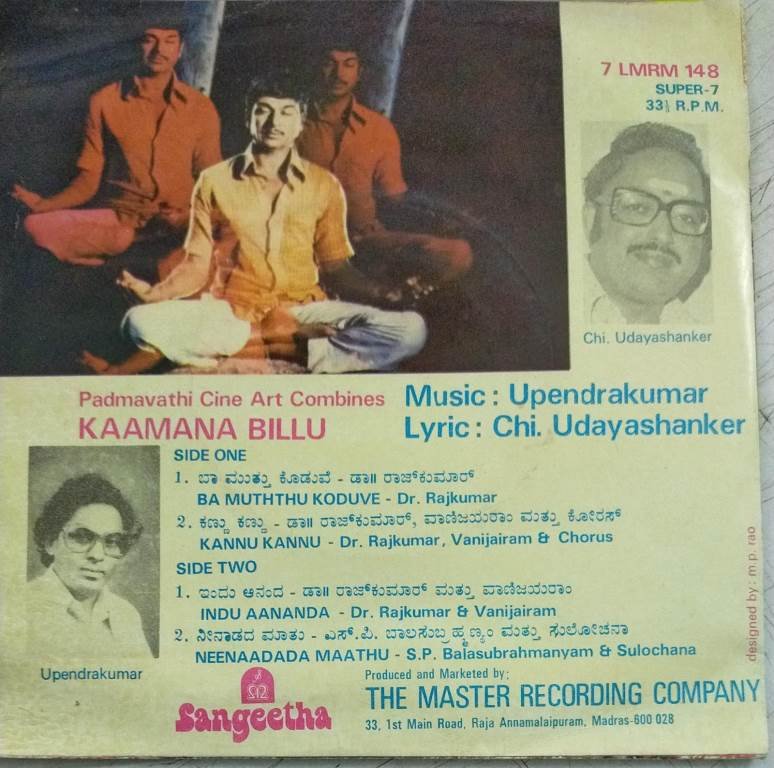 7 LMRM 148
SUPER-7
33⅓ R.P.M.
Chi. Udayashanker
Padmavathi Cine Art Combines
KAAMANA BILLU
Music : Upendrakumar
Lyric : Chi. Udayashanker
SIDE ONE
1. ಬಾ ಮುತ್ತು ಕೊಡುವೆ - ಡಾ॥ ರಾಜ್‌ಕುಮಾರ್
BA MUTHTHU KODUVE - Dr. Rajkumar
2. ಕಣ್ಣು ಕಣ್ಣು - ಡಾ॥ ರಾಜ್‌ಕುಮಾರ್, ವಾಣಿಜಯರಾಂ ಮತ್ತು ಕೋರಸ್
KANNU KANNU - Dr. Rajkumar, Vanijairam & Chorus
SIDE TWO
1. ಇಂದು ಆನಂದ - ಡಾ॥ ರಾಜ್‌ಕುಮಾರ್ ಮತ್ತು ವಾಣಿಜಯರಾಂ
INDU AANANDA - Dr. Rajkumar & Vanijairam
2. ನೀನಾಡದ ಮಾತು - ಎಸ್.ಪಿ. ಬಾಲಸುಬ್ರಹ್ಮಣ್ಯಂ ಮತ್ತು ಸುಲೋಚನಾ
NEENAADADA MAATHU - S.P. Balasubrahmanyam & Sulochana
Upendrakumar
designed by : m.p. rao
Sangeetha
Produced and Marketed by :
THE MASTER RECORDING COMPANY
33, 1st Main Road, Raja Annamalaipuram, Madras-600 028